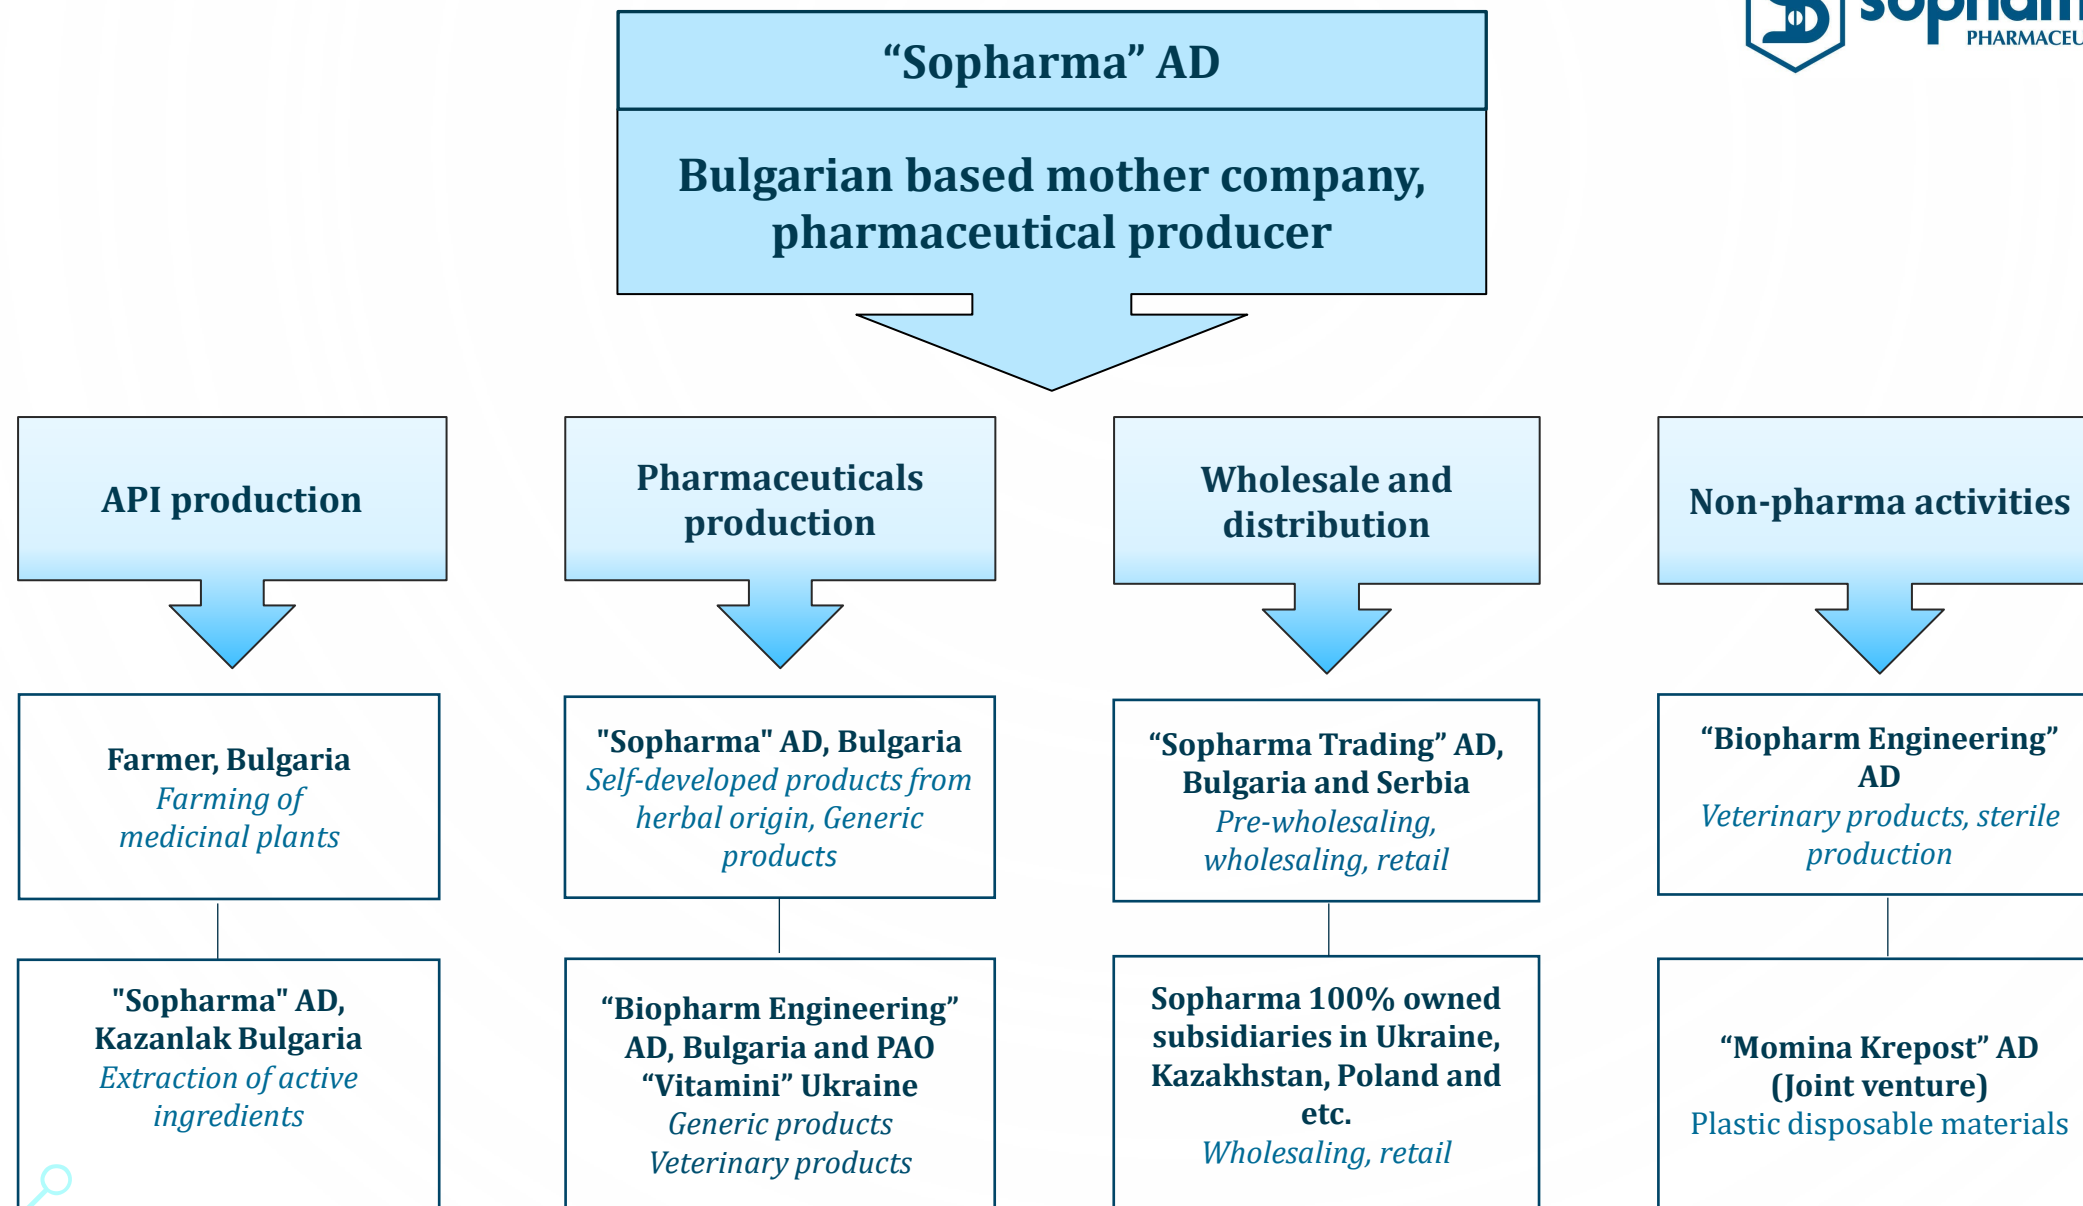 “Sopharma” AD
Bulgarian based mother company,
pharmaceutical producer
API production
Farmer, Bulgaria
Farming of
medicinal plants
"Sopharma" AD,
Kazanlak Bulgaria
Extraction of active
ingredients
Pharmaceuticals
production
"Sopharma" AD, Bulgaria
Self-developed products from
herbal origin, Generic
products
“Biopharm Engineering”
AD, Bulgaria and PAO
“Vitamini” Ukraine
Generic products
Veterinary products
Wholesale and
distribution
“Sopharma Trading” AD,
Bulgaria and Serbia
Pre-wholesaling,
wholesaling, retail
Sopharma 100% owned
subsidiaries in Ukraine,
Kazakhstan, Poland and
etc.
Wholesaling, retail
Non-pharma activities
“Biopharm Engineering”
AD
Veterinary products, sterile
production
“Momina Krepost” AD
(Joint venture)
Plastic disposable materials